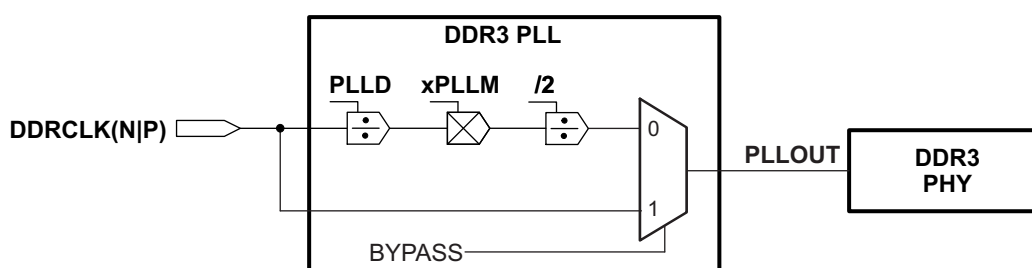 DDR3 PLL
PLLD xPLLM /2
DDRCLK(N|P)
0
PLLOUT
DDR3
PHY
1
BYPASS